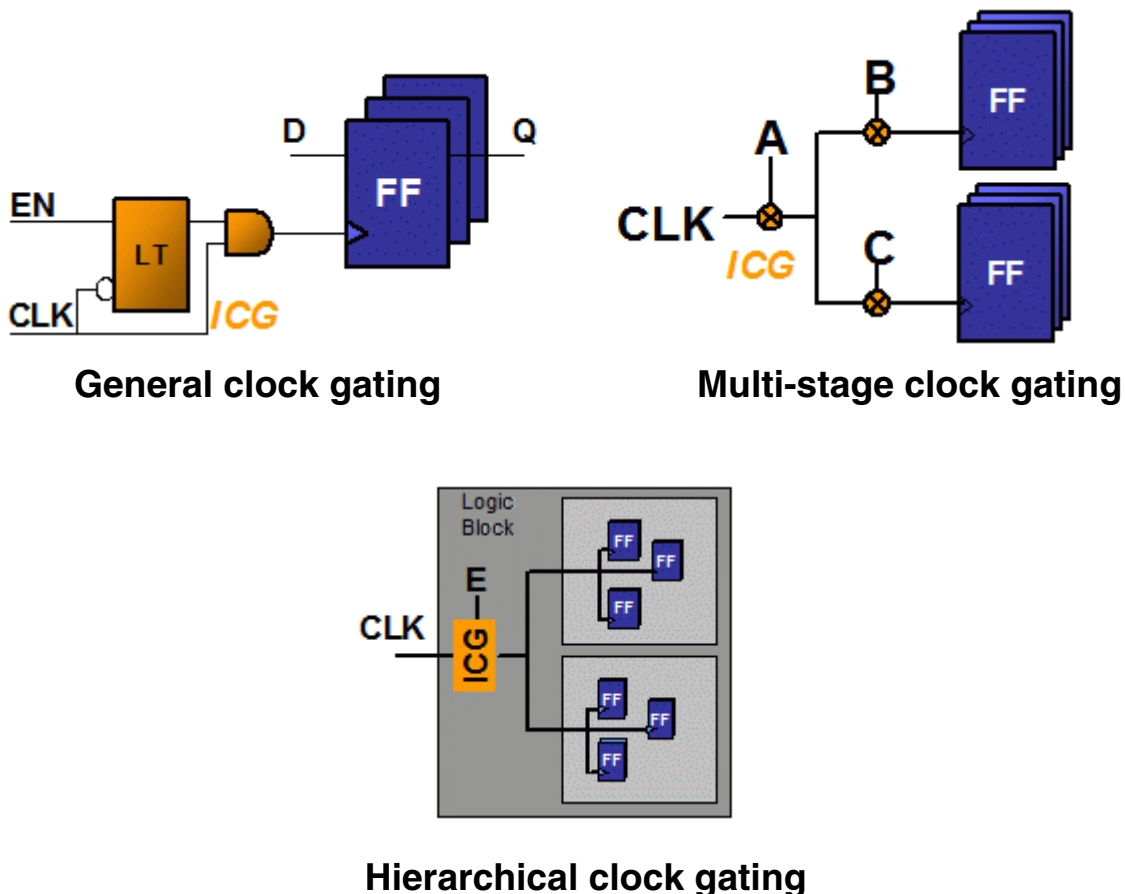 D
Q
FF
EN
LT
CLK
ICG
General clock gating
B
FF
A
CLK
ICG
C
FF
Multi-stage clock gating
Logic
Block
FF
FF
FF
E
CLK
ICG
FF
FF
FF
Hierarchical clock gating